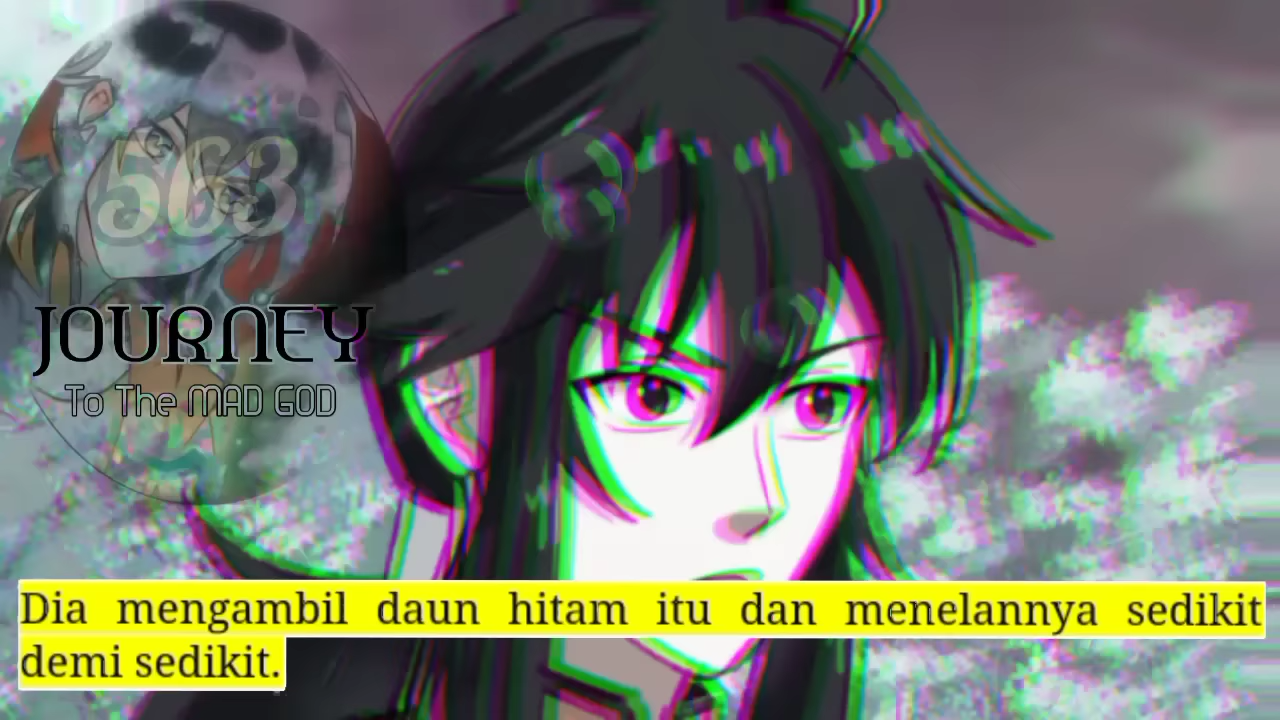 563
JOURNEY
To The MAD GOD
Dia mengambil daun hitam itu dan menelannya sedikit
demi sedikit.